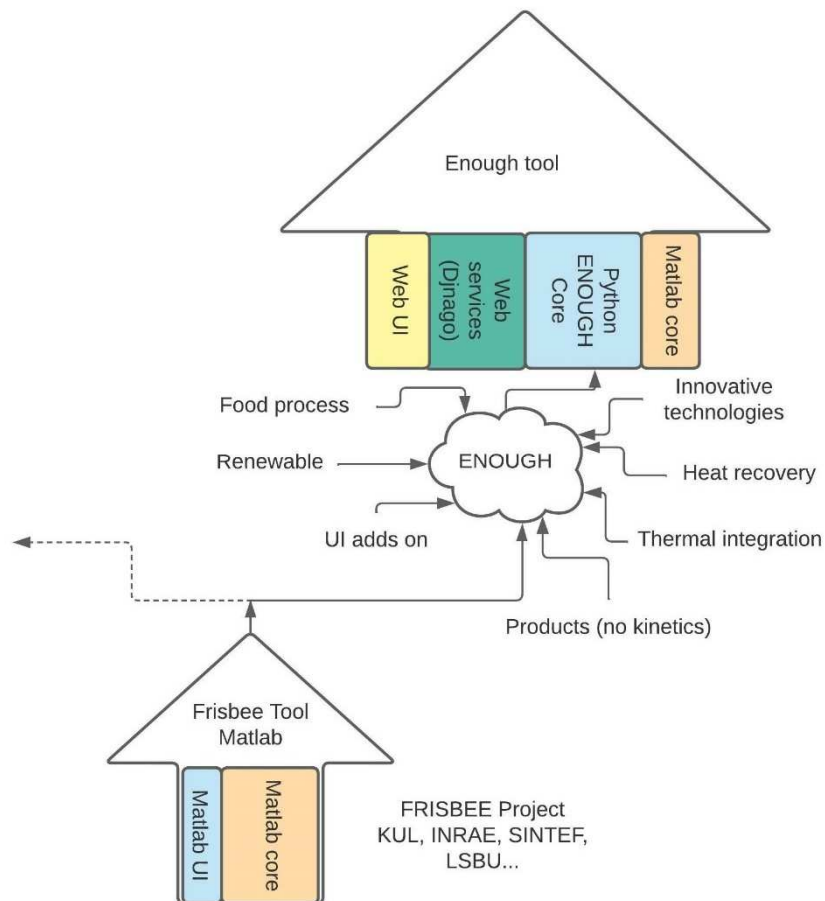 Enough tool
Web UI
Web
services
(Djnago)
Python
ENOUGH
Core
Matlab core
Food process
Innovative
technologies
Renewable
ENOUGH
Heat recovery
UI adds on
Thermal integration
Products (no kinetics)
Frisbee Tool
Matlab
Matlab UI
Matlab core
FRISBEE Project
KUL, INRAE, SINTEF,
LSBU...